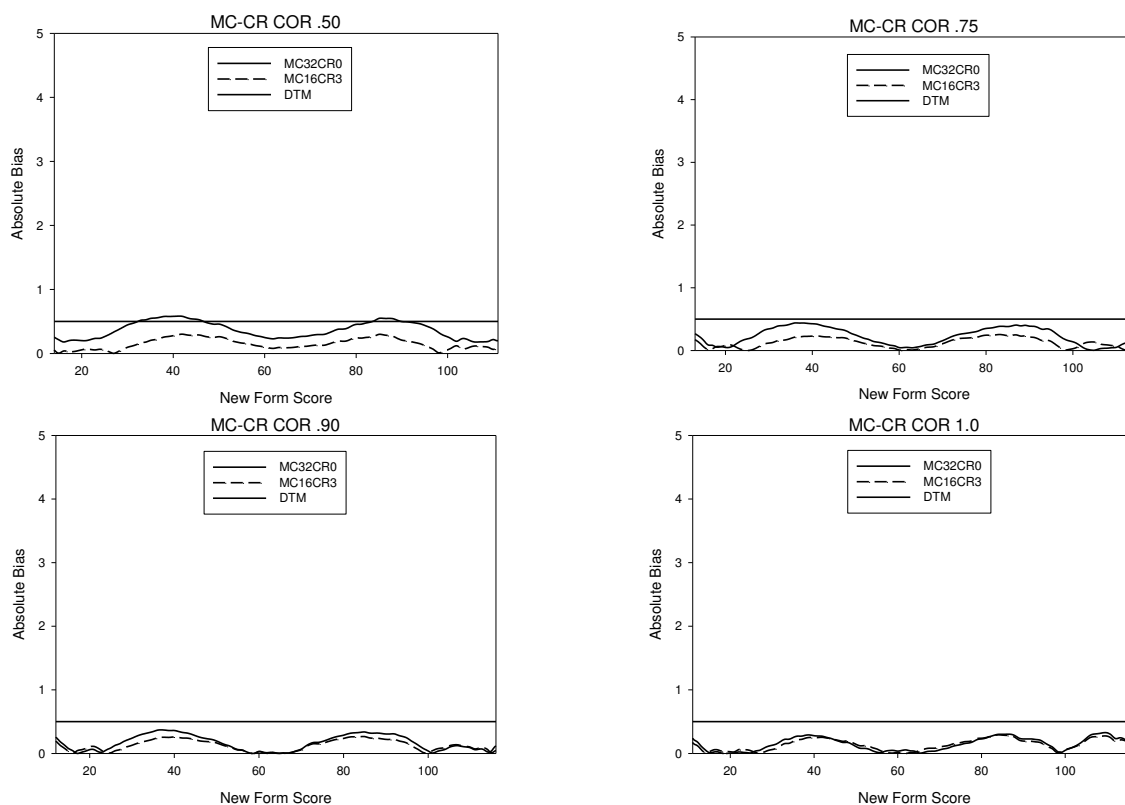 MC-CR COR .50
5
4
3
2
1
0
Absolute Bias
MC32CR0
MC16CR3
DTM
20 40 60 80 100
New Form Score
MC-CR COR .75
5
4
3
2
1
0
Absolute Bias
MC32CR0
MC16CR3
DTM
20 40 60 80 100
New Form Score
MC-CR COR .90
5
4
3
2
1
0
Absolute Bias
MC32CR0
MC16CR3
DTM
20 40 60 80 100
New Form Score
MC-CR COR 1.0
5
4
3
2
1
0
Absolute Bias
MC32CR0
MC16CR3
DTM
20 40 60 80 100
New Form Score